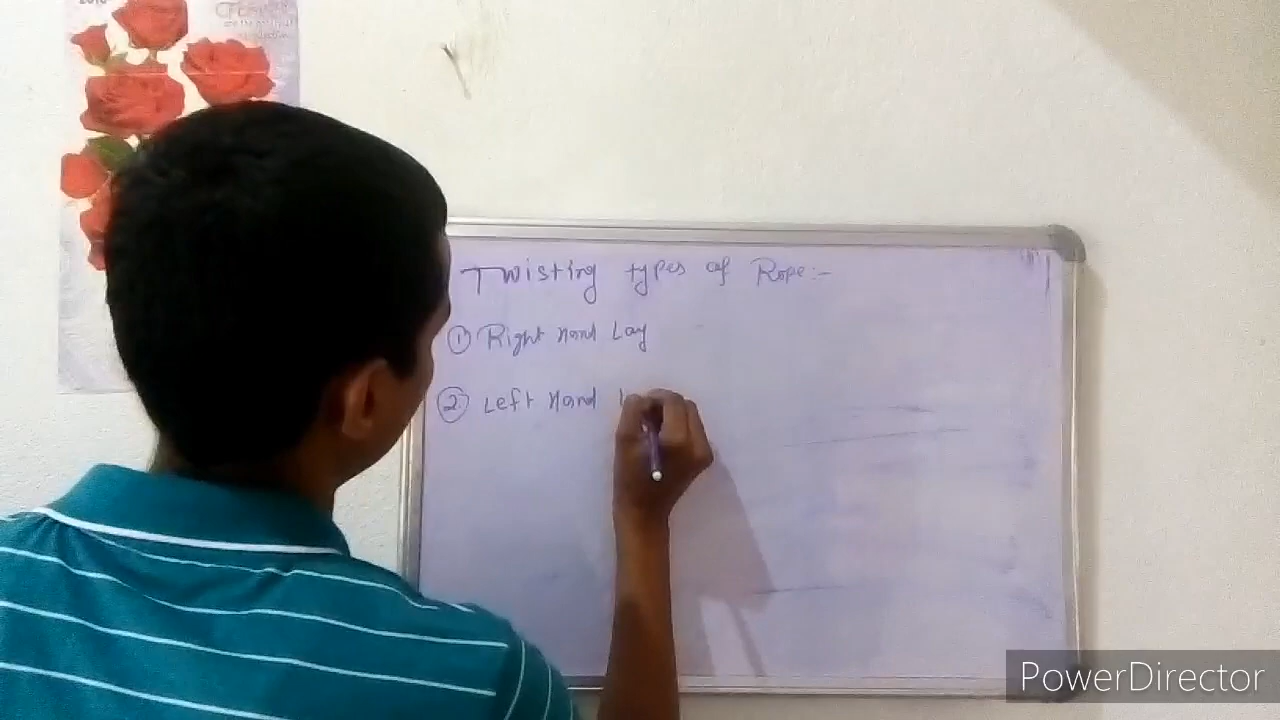 Twisting types of Rope:-
① Right Hand Lay
② Left Hand
PowerDirector